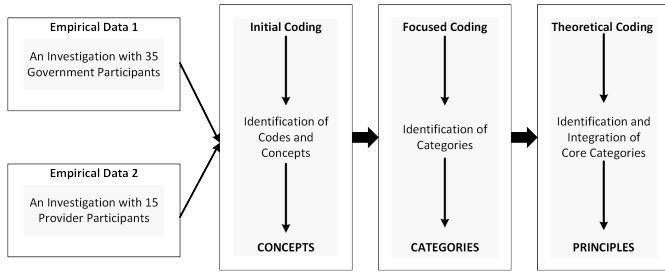 Empirical Data 1
An Investigation with 35
Government Participants
Empirical Data 2
An Investigation with 15
Provider Participants
Initial Coding
Identification of
Codes and
Concepts
CONCEPTS
Focused Coding
Identification of
Categories
CATEGORIES
Theoretical Coding
Identification and
Integration of
Core Categories
PRINCIPLES